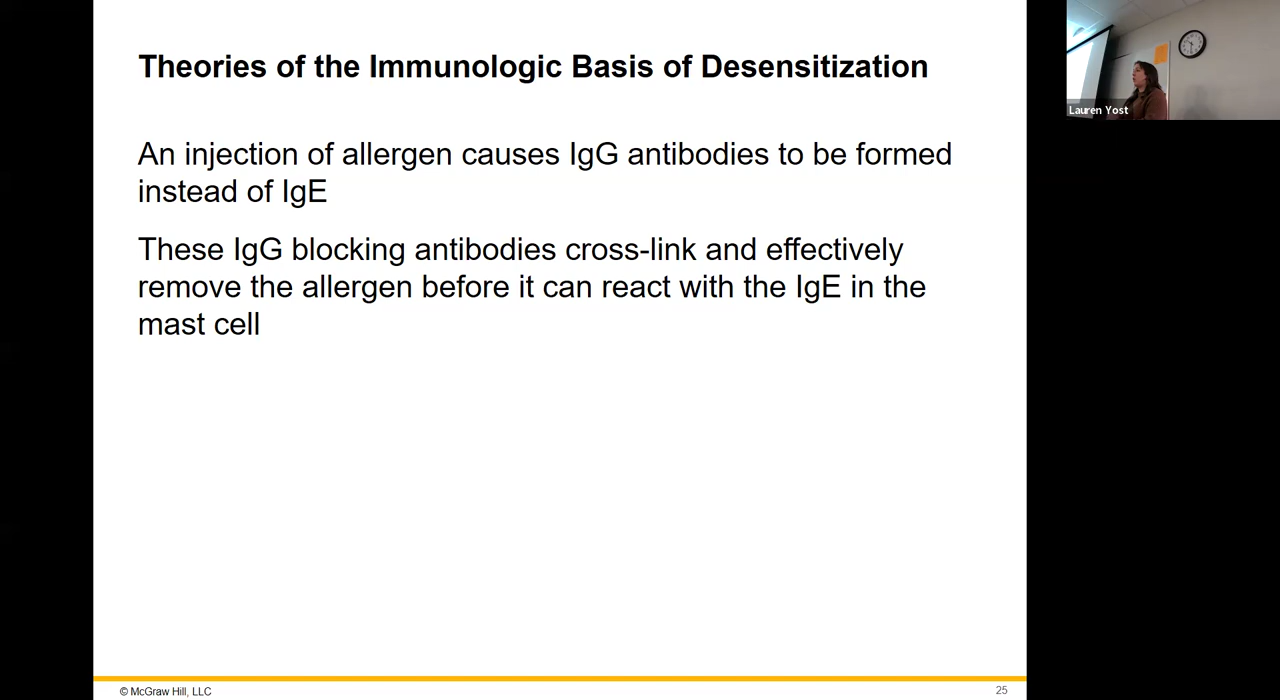 Theories of the Immunologic Basis of Desensitization
An injection of allergen causes IgG antibodies to be formed
instead of IgE
These IgG blocking antibodies cross-link and effectively
remove the allergen before it can react with the IgE in the
mast cell
© McGraw Hill, LLC
25
Lauren Yost